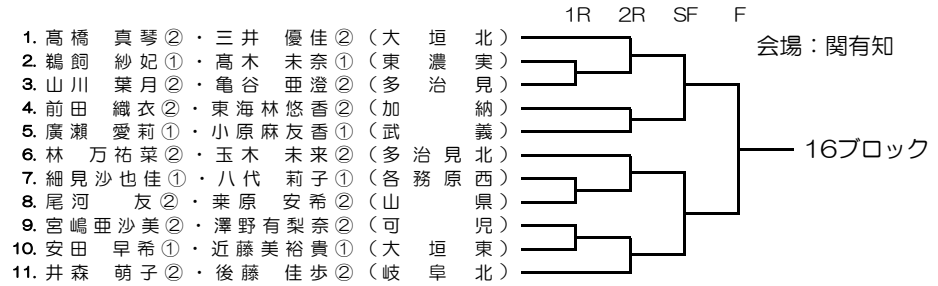 1R 2R SF F
1. 髙橋 真琴②・三井 優佳②（大垣北）
会場：関有知
2. 鵜飼 紗妃①・髙木 未奈①（東濃実）
3. 山川 葉月②・亀谷 亜澄②（多治見）
4. 前田 織衣②・東海林悠香②（加納）
5. 廣瀬 愛莉①・小原麻友香①（武義）
6. 林 万祐菜②・玉木 未来②（多治見北）
16ブロック
7. 細見沙也佳①・八代 莉子①（各務原西）
8. 尾河 友②・乗原 安希②（山県）
9. 宮嶋亜沙美②・澤野有梨奈②（可児）
10. 安田 早希①・近藤美裕貴①（大垣東）
11. 井森 萌子②・後藤 佳歩②（岐阜北）